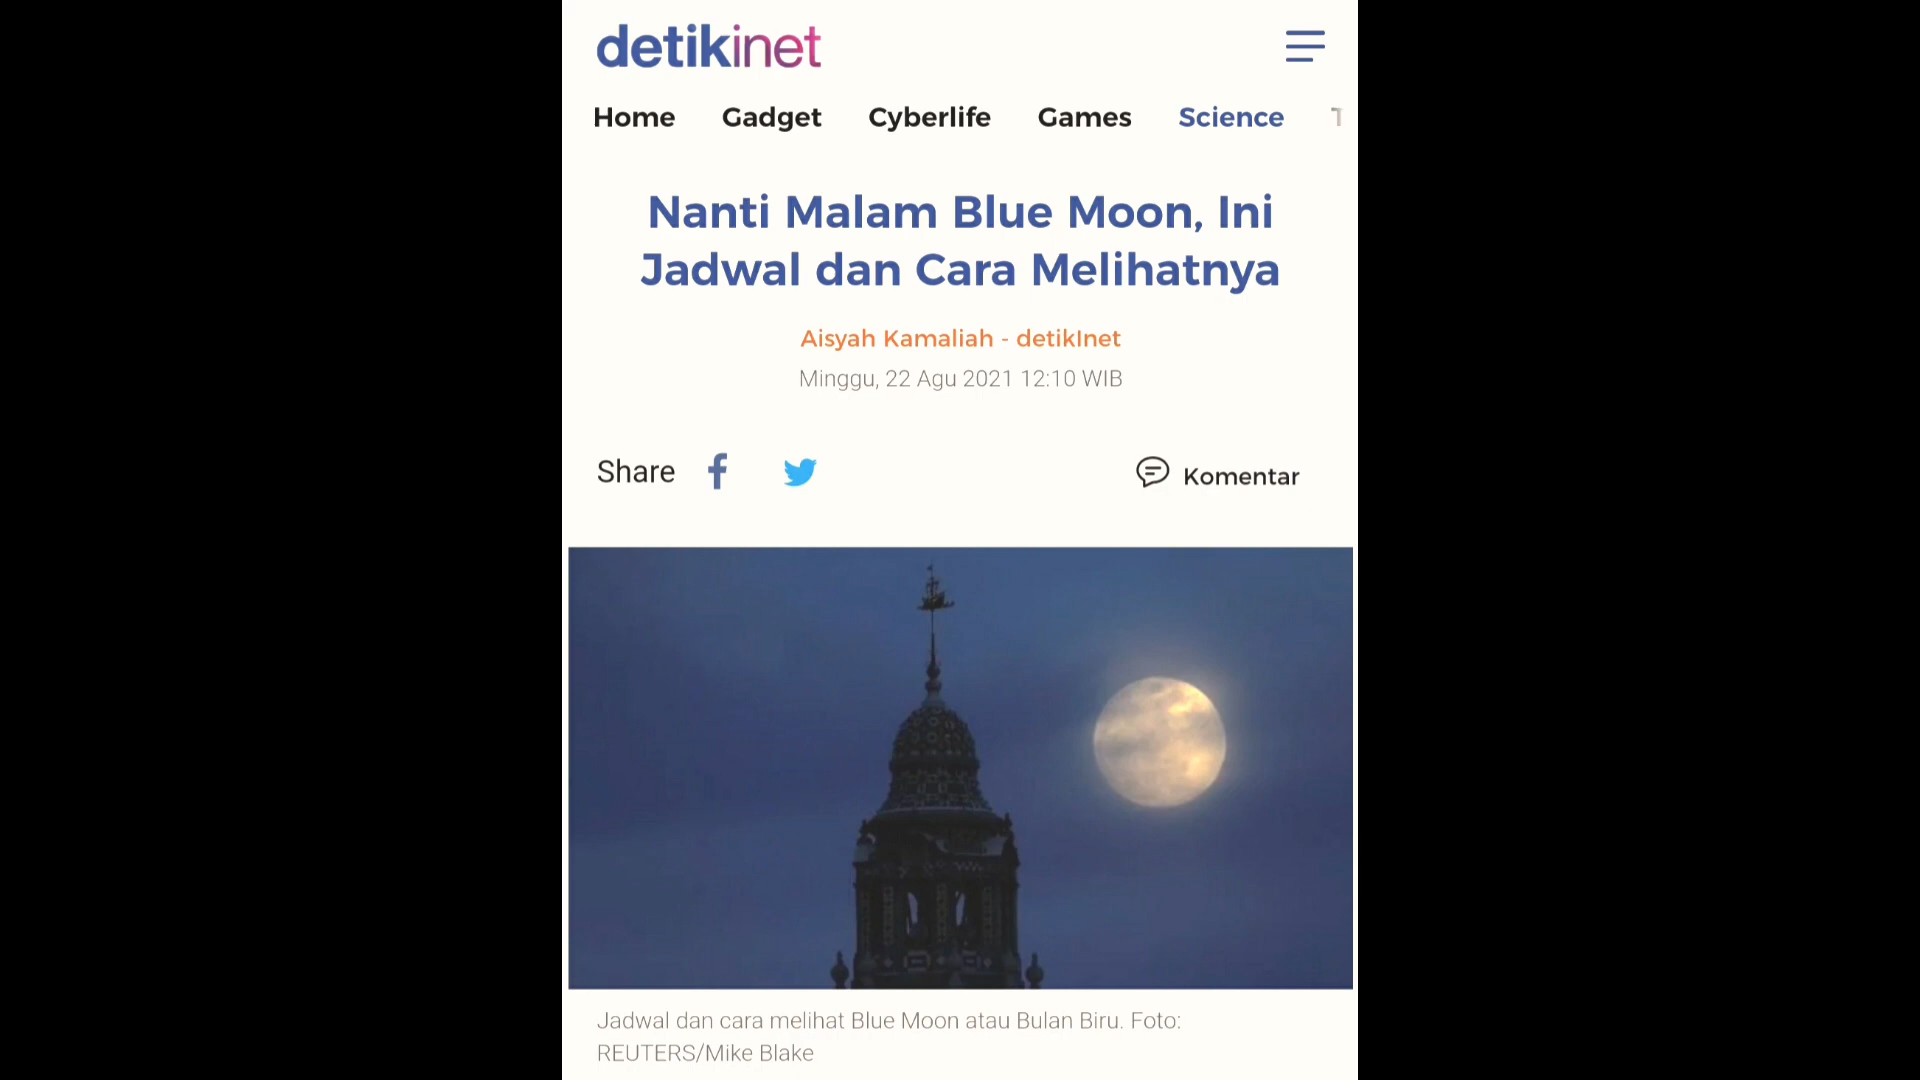 detikinet
Home Gadget Cyberlife Games Science
Nanti Malam Blue Moon, Ini
Jadwal dan Cara Melihatnya
Aisyah Kamaliah - detikInet
Minggu, 22 Agu 2021 12:10 WIB
Share Komentar
Jadwal dan cara melihat Blue Moon atau Bulan Biru. Foto:
REUTERS/Mike Blake